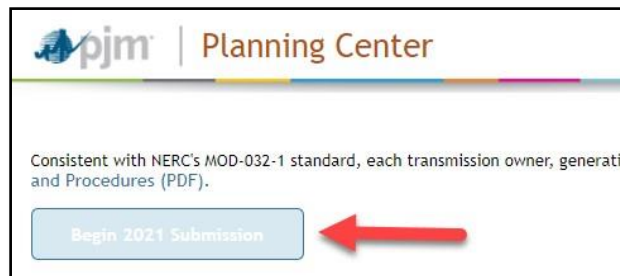 pjm | Planning Center
Consistent with NERC's MOD-032-1 standard, each transmission owner, generati
and Procedures (PDF).
Begin 2021 Submission